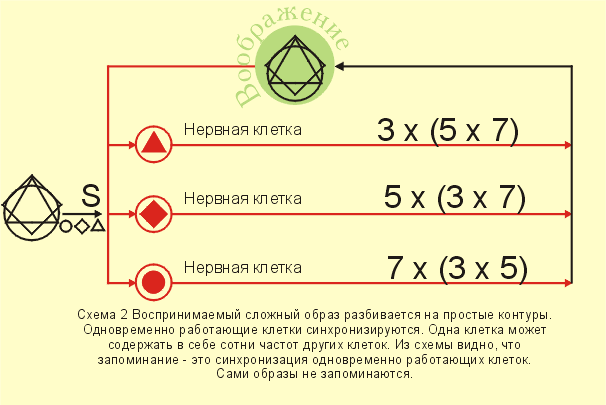 Воображение
Нервная клетка 3 x (5 x 7)
S
Нервная клетка 5 x (3 x 7)
Нервная клетка 7 x (3 x 5)
Схема 2 Воспринимаемый сложный образ разбивается на простые контуры.
Одновременно работающие клетки синхронизируются. Одна клетка может
содержать в себе сотни частот других клеток. Из схемы видно, что
запоминание - это синхронизация одновременно работающих клеток.
Сами образы не запоминаются.